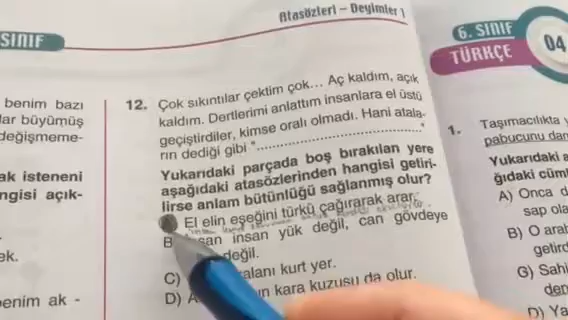 Atasözleri – Deyimler 1
SINIF
benim bazı
lar büyümüş
değişmeme-
ak isteneni
ngisi açık-
ek.
benim ak -
12. Çok sıkıntılar çektim çok... Aç kaldım, açık
kaldım. Dertlerimi anlattım insanlara el üstü
geçiştirdiler, kimse oralı olmadı. Hani atala-
rın dediği gibi "..............................."
Yukarıdaki parçada boş bırakılan yere
aşağıdaki atasözlerinden hangisi getiri-
lirse anlam bütünlüğü sağlanmış olur?
El elin eşeğini türkü çağırarak arar.
B) san insan yük değil, can gövdeye
değil.
C) alanı kurt yer.
D) A n kara kuzusu da olur.
6. SINIF
TÜRKÇE
04
1. Taşımacılıkta y
pabucunu dam
Yukarıdaki a
ğıdaki cüml
A) Onca d
sap ola
B) O arab
getird
G) Sahi
den
D) Ya